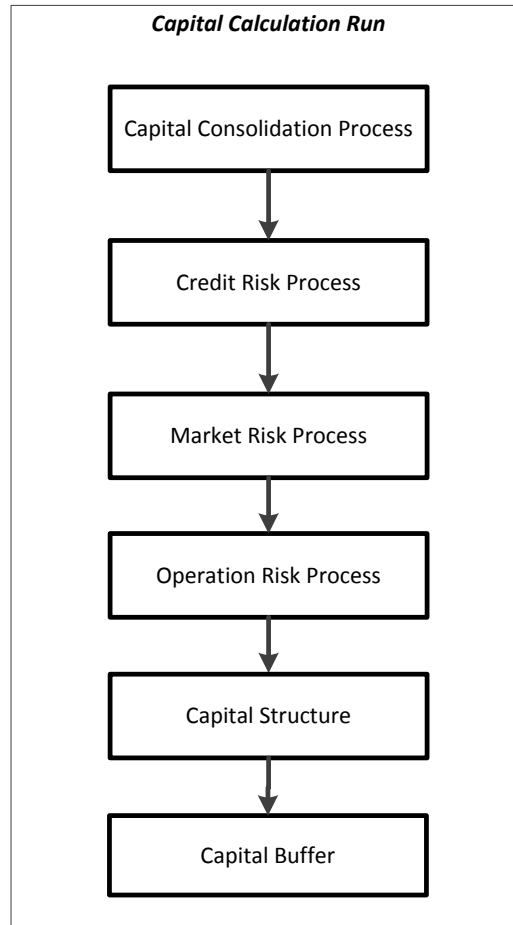 Capital Calculation Run
Capital Consolidation Process
Credit Risk Process
Market Risk Process
Operation Risk Process
Capital Structure
Capital Buffer